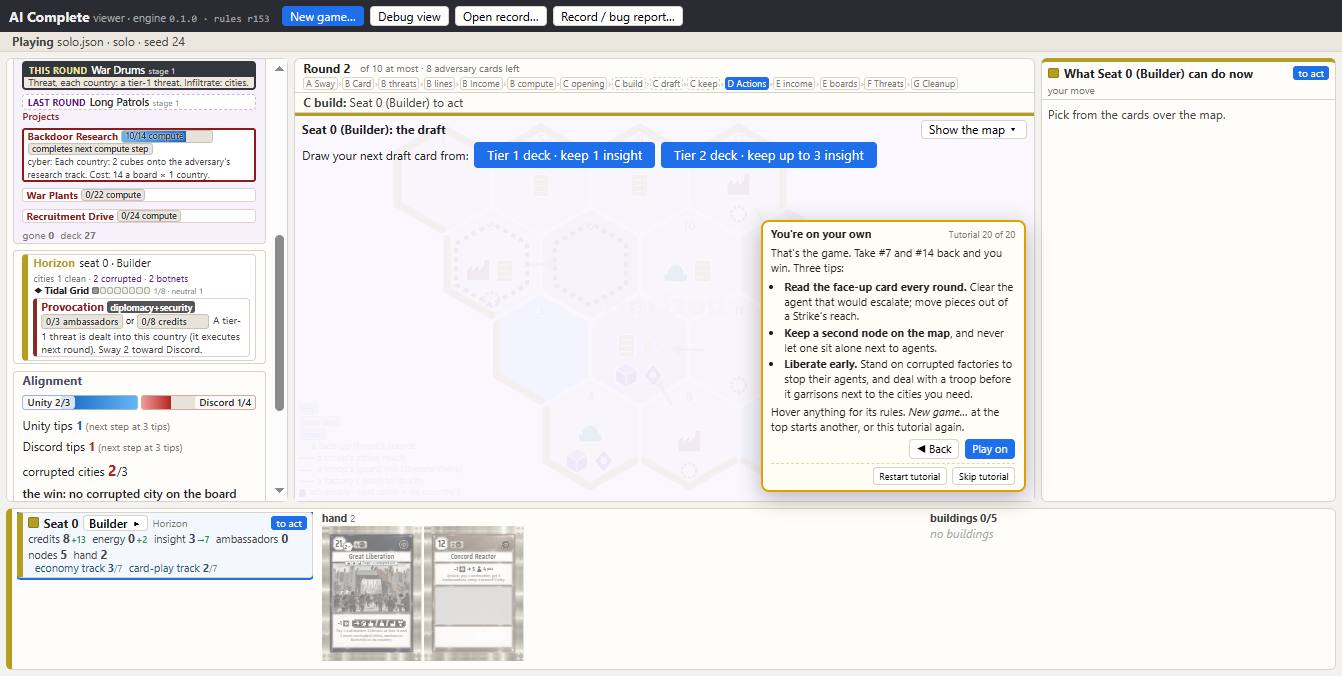 AI Complete viewer · engine 0.1.0 · rules r153 New game... Debug view Open record... Record / bug report...
Playing solo.json · solo · seed 24
THIS ROUND War Drums stage 1
Threat, each country: a tier-1 threat. Infiltrate: cities.
LAST ROUND Long Patrols stage 1
Projects
Backdoor Research 10/14 compute
completes next compute step
cyber: Each country: 2 cubes onto the adversary's
research track. Cost: 14 a board × 1 country.
War Plants 0/22 compute
Recruitment Drive 0/24 compute
gone 0 deck 27
Horizon seat 0 · Builder
cities 1 clean · 2 corrupted · 2 botnets
◆ Tidal Grid 1/8 · neutral 1
Provocation diplomacy+security
0/3 ambassadors or 0/8 credits A tier-
1 threat is dealt into this country (it executes
next round). Sway 2 toward Discord.
Alignment
Unity 2/3 Discord 1/4
Unity tips 1 (next step at 3 tips)
Discord tips 1 (next step at 3 tips)
corrupted cities 2/3
the win: no corrupted city on the board
Round 2 of 10 at most · 8 adversary cards left
A Sway B Card B threats B lines B Income B compute C opening C build C draft C keep D Actions E income E boards F Threats G Cleanup
C build: Seat 0 (Builder) to act
Seat 0 (Builder): the draft Show the map ▾
Draw your next draft card from: Tier 1 deck · keep 1 insight Tier 2 deck · keep up to 3 insight
You're on your own Tutorial 20 of 20
That's the game. Take #7 and #14 back and you
win. Three tips:
• Read the face-up card every round. Clear the
agent that would escalate; move pieces out of
a Strike's reach.
• Keep a second node on the map, and never
let one sit alone next to agents.
• Liberate early. Stand on corrupted factories to
stop their agents, and deal with a troop before
it garrisons next to the cities you need.
Hover anything for its rules. New game... at the
top starts another, or this tutorial again.
◀ Back Play on
Restart tutorial Skip tutorial
What Seat 0 (Builder) can do now to act
your move
Pick from the cards over the map.
Seat 0 Builder ▸ Horizon to act
credits 8 +13 energy 0 +2 insight 3 →7 ambassadors 0
nodes 5 hand 2
economy track 3/7 card-play track 2/7
hand 2
21
Great Liberation
12
Concord Reactor
buildings 0/5
no buildings